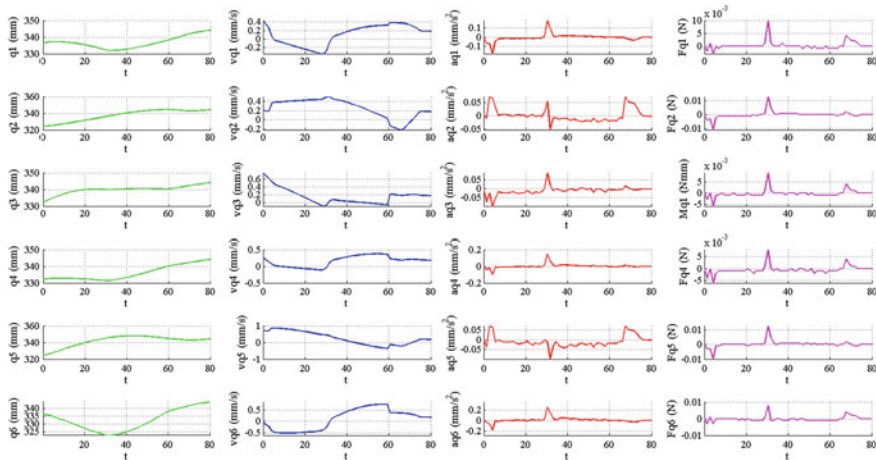 q1 (mm) 350 340 330 0 20 40 60 80 t
vq1 (mm/s) 0.4 0.2 0 -0.2 0 20 40 60 80 t
aq1 (mm/s²) 0.1 0 -0.1 0 20 40 60 80 t
Fq1 (N) x 10⁻³ 10 5 0 0 20 40 60 80 t
q2 (mm) 360 340 320 0 20 40 60 80 t
vq2 (mm/s) 0.4 0.2 0 -0.2 0 20 40 60 80 t
aq2 (mm/s²) 0.05 0 -0.05 0 20 40 60 80 t
Fq2 (N) 0.01 0 -0.01 0 20 40 60 80 t
q3 (mm) 350 340 330 0 20 40 60 80 t
vq3 (mm/s) 0.6 0.4 0.2 0 0 20 40 60 80 t
aq3 (mm/s²) 0.05 0 -0.05 0 20 40 60 80 t
Mq1 (Nmm) x 10⁻³ 5 0 -5 0 20 40 60 80 t
q4 (mm) 350 340 330 0 20 40 60 80 t
vq4 (mm/s) 0.5 0 -0.5 0 20 40 60 80 t
aq4 (mm/s²) 0.2 0 -0.2 0 20 40 60 80 t
Fq4 (N) x 10⁻³ 5 0 -5 0 20 40 60 80 t
q5 (mm) 360 340 320 0 20 40 60 80 t
vq5 (mm/s) 1 0 -1 0 20 40 60 80 t
aq5 (mm/s²) 0.05 0 -0.05 0 20 40 60 80 t
Fq5 (N) 0.01 0 0 20 40 60 80 t
q6 (mm) 340 335 330 325 0 20 40 60 80 t
vq6 (mm/s) 0.5 0 -0.5 0 20 40 60 80 t
aq6 (mm/s²) 0.2 0 -0.2 0 20 40 60 80 t
Fq6 (N) 0.01 0 -0.01 0 20 40 60 80 t